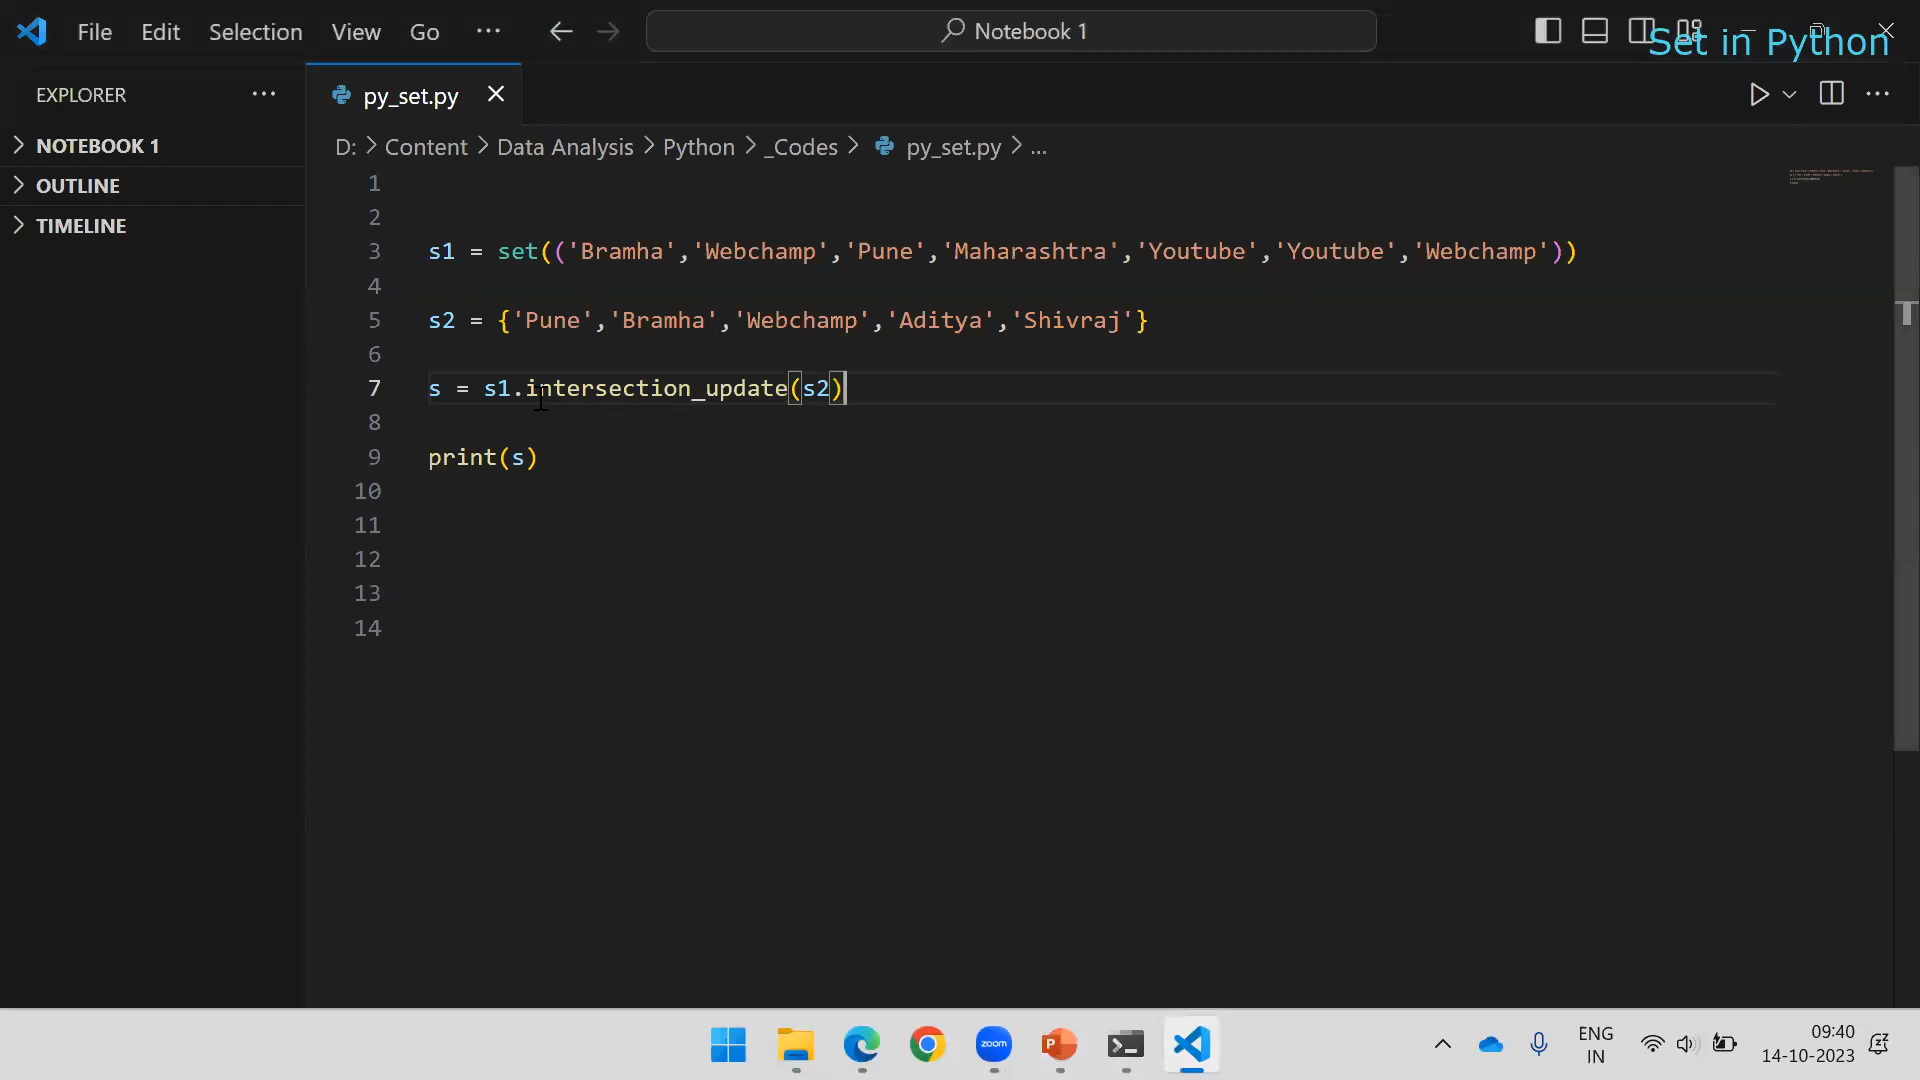 File Edit Selection View Go ... Notebook 1
Set in Python
EXPLORER ... py_set.py ...
NOTEBOOK 1
OUTLINE
TIMELINE
D: > Content > Data Analysis > Python > _Codes > py_set.py > ...
1
2
3 s1 = set(('Bramha','Webchamp','Pune','Maharashtra','Youtube','Youtube','Webchamp'))
4
5 s2 = {'Pune','Bramha','Webchamp','Aditya','Shivraj'}
6
7 s = s1.intersection_update(s2)
8
9 print(s)
10
11
12
13
14
zoom P ENG 09:40
IN 14-10-2023